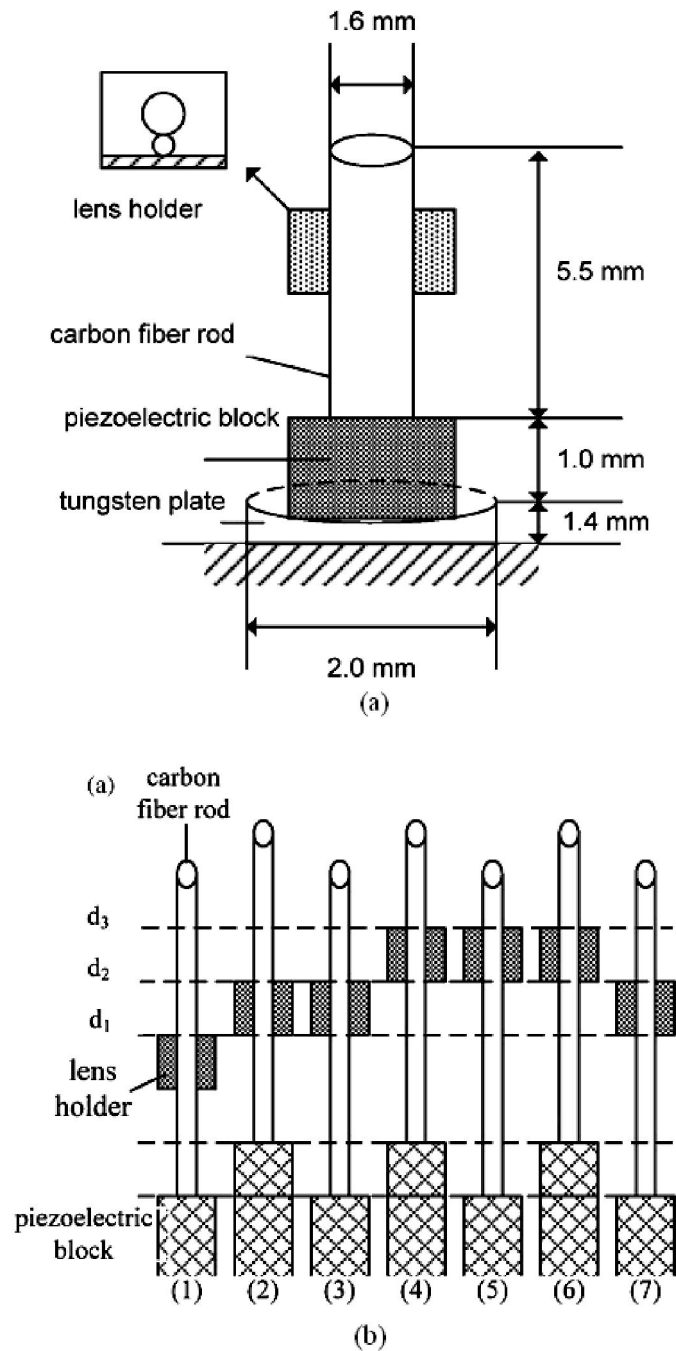 1.6 mm
lens holder
5.5 mm
carbon fiber rod
piezoelectric block
1.0 mm
tungsten plate
1.4 mm
2.0 mm
(a)
(a)
carbon
fiber rod
d3
d2
d1
lens
holder
piezoelectric
block
(1) (2) (3) (4) (5) (6) (7)
(b)